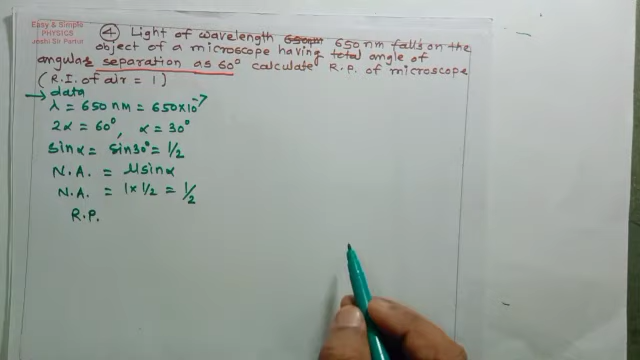 Easy & Simple
PHYSICS
Joshi Sir Parbhani
④ Light of wavelength 650 nm falls on the
object of a microscope having total angle of
angular separation as 60° calculate R.P. of microscope
( R.I. of air = 1 )
→ data
λ = 650 nm = 650×10⁻⁷
2α = 60° , α = 30°
sinα = sin30° = 1/2
N.A. = μsinα
N.A. = 1 × 1/2 = 1/2
R.P.